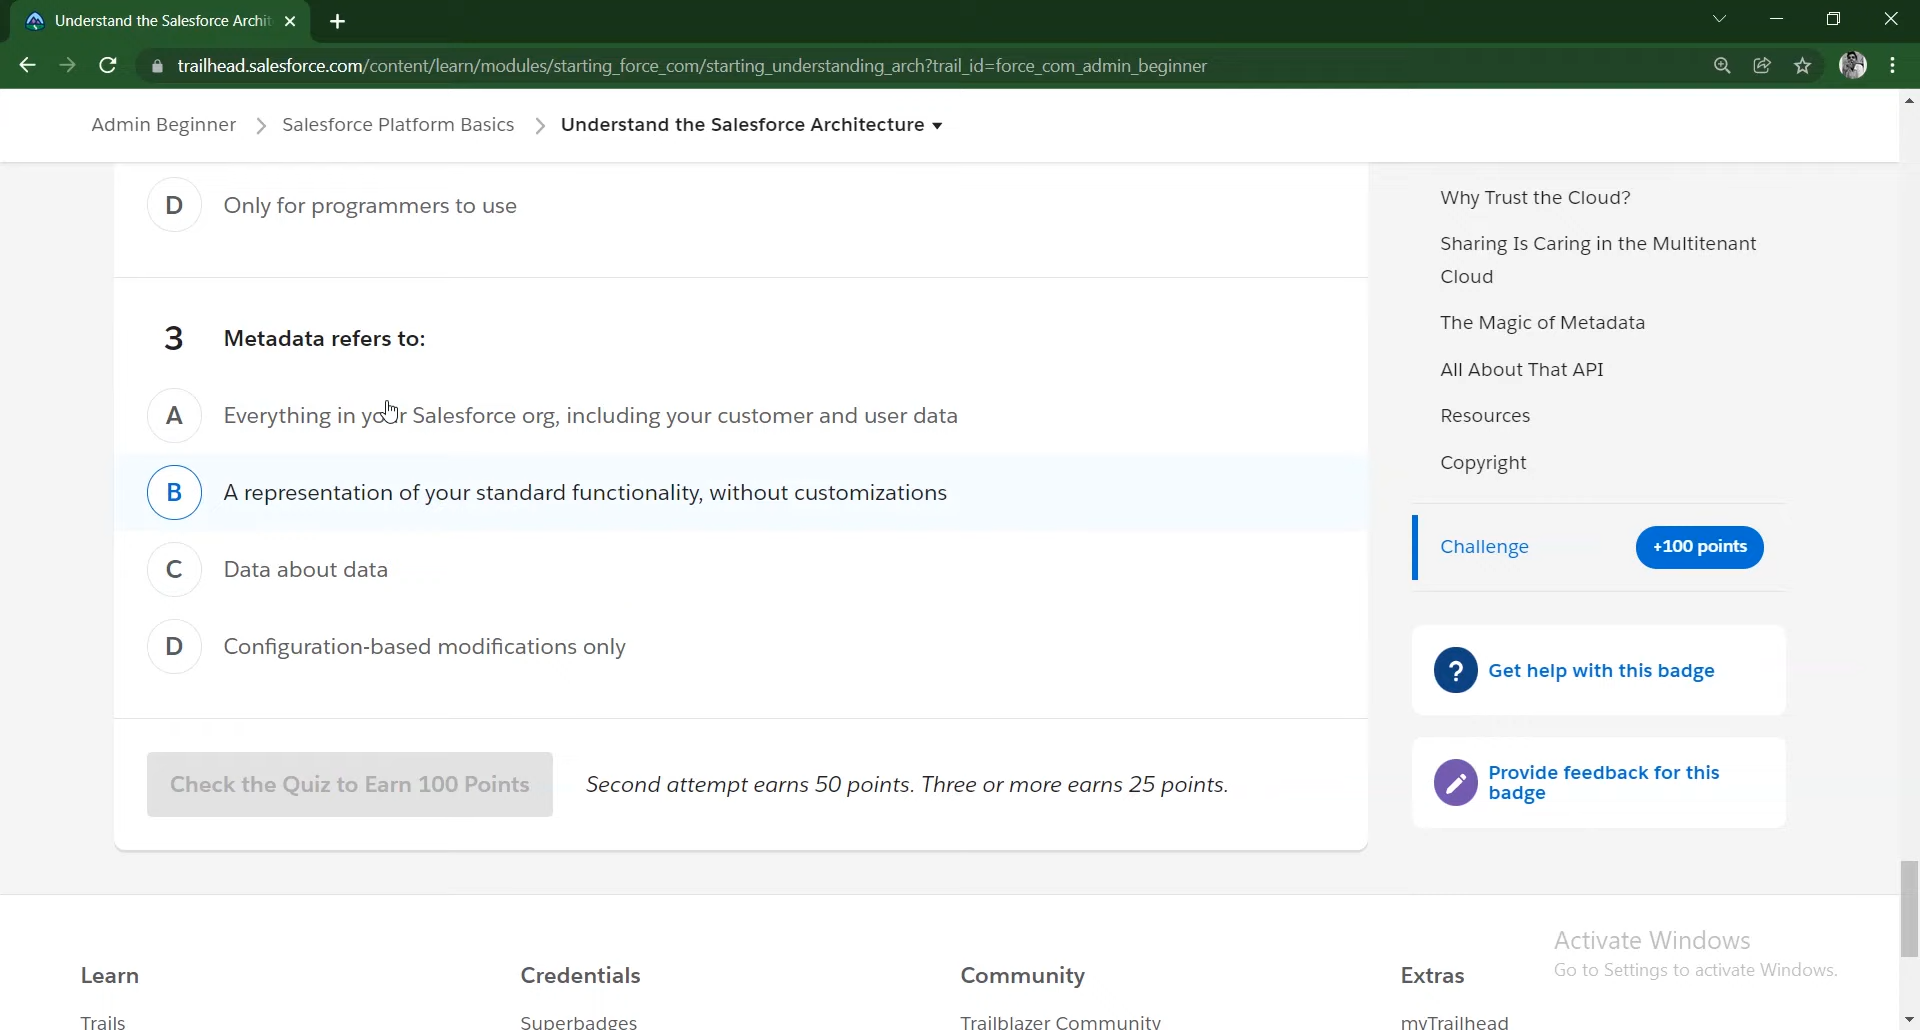 Understand the Salesforce Archit
trailhead.salesforce.com/content/learn/modules/starting_force_com/starting_understanding_arch?trail_id=force_com_admin_beginner
Admin Beginner > Salesforce Platform Basics > Understand the Salesforce Architecture
D Only for programmers to use
3 Metadata refers to:
A Everything in your Salesforce org, including your customer and user data
B A representation of your standard functionality, without customizations
C Data about data
D Configuration-based modifications only
Check the Quiz to Earn 100 Points Second attempt earns 50 points. Three or more earns 25 points.
Why Trust the Cloud?
Sharing Is Caring in the Multitenant
Cloud
The Magic of Metadata
All About That API
Resources
Copyright
Challenge +100 points
? Get help with this badge
Provide feedback for this
badge
Activate Windows
Go to Settings to activate Windows.
Learn Credentials Community Extras
Trails Superbadges Trailblazer Community myTrailhead